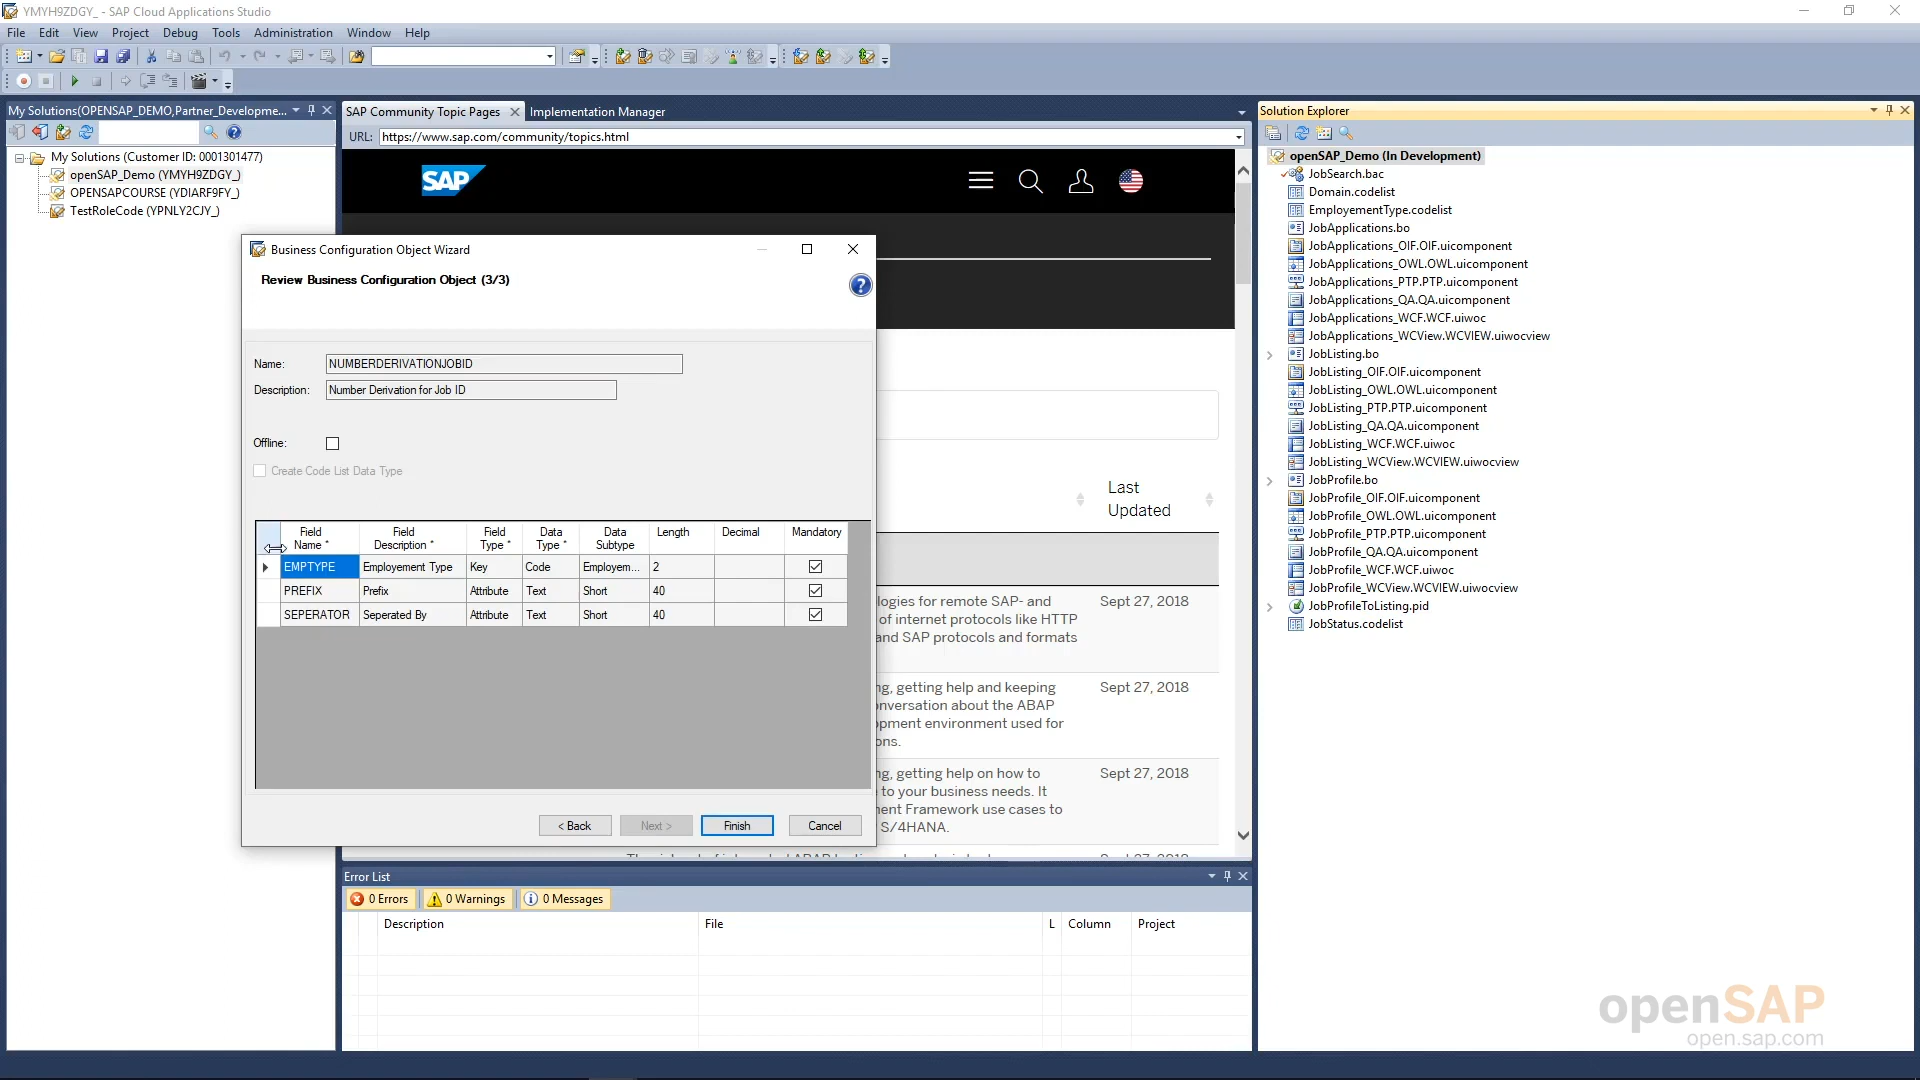 YMYH9ZDGY_ - SAP Cloud Applications Studio
File Edit View Project Debug Tools Administration Window Help
My Solutions(OPENSAP_DEMO,Partner_Developme...
My Solutions (Customer ID: 0001301477)
openSAP_Demo (YMYH9ZDGY_)
OPENSAPCOURSE (YDIARF9FY_)
TestRoleCode (YPNLY2CJY_)
SAP Community Topic Pages
Implementation Manager
URL: https://www.sap.com/community/topics.html
SAP
Business Configuration Object Wizard
Review Business Configuration Object (3/3)
Name: NUMBERDERIVATIONJOBID
Description: Number Derivation for Job ID
Offline:
Create Code List Data Type
Field Name * Field Description * Field Type * Data Type * Data Subtype Length Decimal Mandatory
EMPTYPE Employement Type Key Code Employem... 2
PREFIX Prefix Attribute Text Short 40
SEPERATOR Seperated By Attribute Text Short 40
< Back Next > Finish Cancel
Last
Updated
logies for remote SAP- and Sept 27, 2018
of internet protocols like HTTP
and SAP protocols and formats
ng, getting help and keeping Sept 27, 2018
onversation about the ABAP
opment environment used for
ons.
ng, getting help on how to Sept 27, 2018
e to your business needs. It
nent Framework use cases to
S/4HANA.
Error List
0 Errors 0 Warnings 0 Messages
Description File L Column Project
Solution Explorer
openSAP_Demo (In Development)
JobSearch.bac
Domain.codelist
EmployementType.codelist
JobApplications.bo
JobApplications_OIF.OIF.uicomponent
JobApplications_OWL.OWL.uicomponent
JobApplications_PTP.PTP.uicomponent
JobApplications_QA.QA.uicomponent
JobApplications_WCF.WCF.uiwoc
JobApplications_WCView.WCVIEW.uiwocview
JobListing.bo
JobListing_OIF.OIF.uicomponent
JobListing_OWL.OWL.uicomponent
JobListing_PTP.PTP.uicomponent
JobListing_QA.QA.uicomponent
JobListing_WCF.WCF.uiwoc
JobListing_WCView.WCVIEW.uiwocview
JobProfile.bo
JobProfile_OIF.OIF.uicomponent
JobProfile_OWL.OWL.uicomponent
JobProfile_PTP.PTP.uicomponent
JobProfile_QA.QA.uicomponent
JobProfile_WCF.WCF.uiwoc
JobProfile_WCView.WCVIEW.uiwocview
JobProfileToListing.pid
JobStatus.codelist
openSAP
open.sap.com